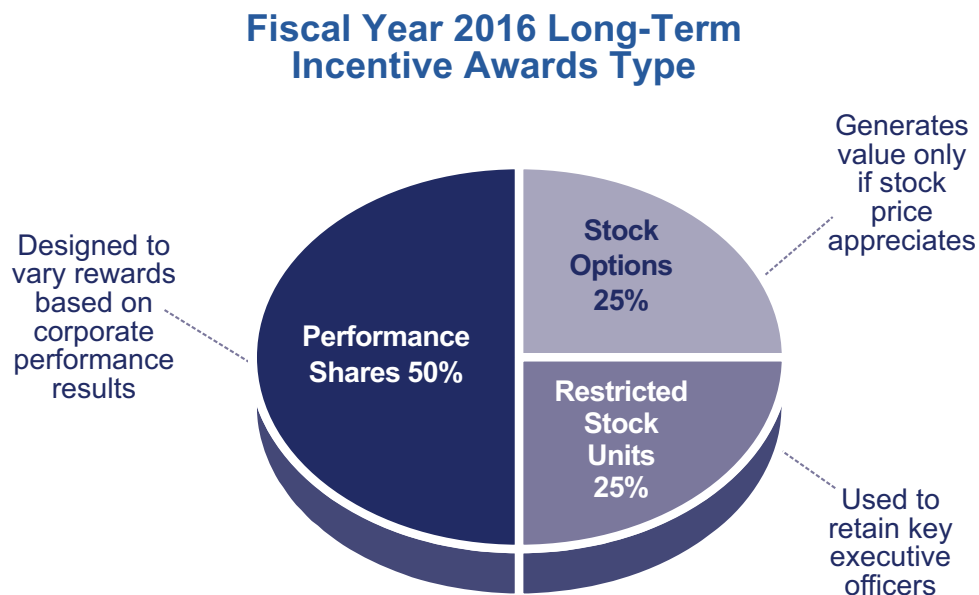 Fiscal Year 2016 Long-Term
Incentive Awards Type
Generates
value only
if stock
price
appreciates
Stock
Options
25%
Designed to
vary rewards
based on
corporate
performance
results
Performance
Shares 50%
Restricted
Stock
Units
25%
Used to
retain key
executive
officers